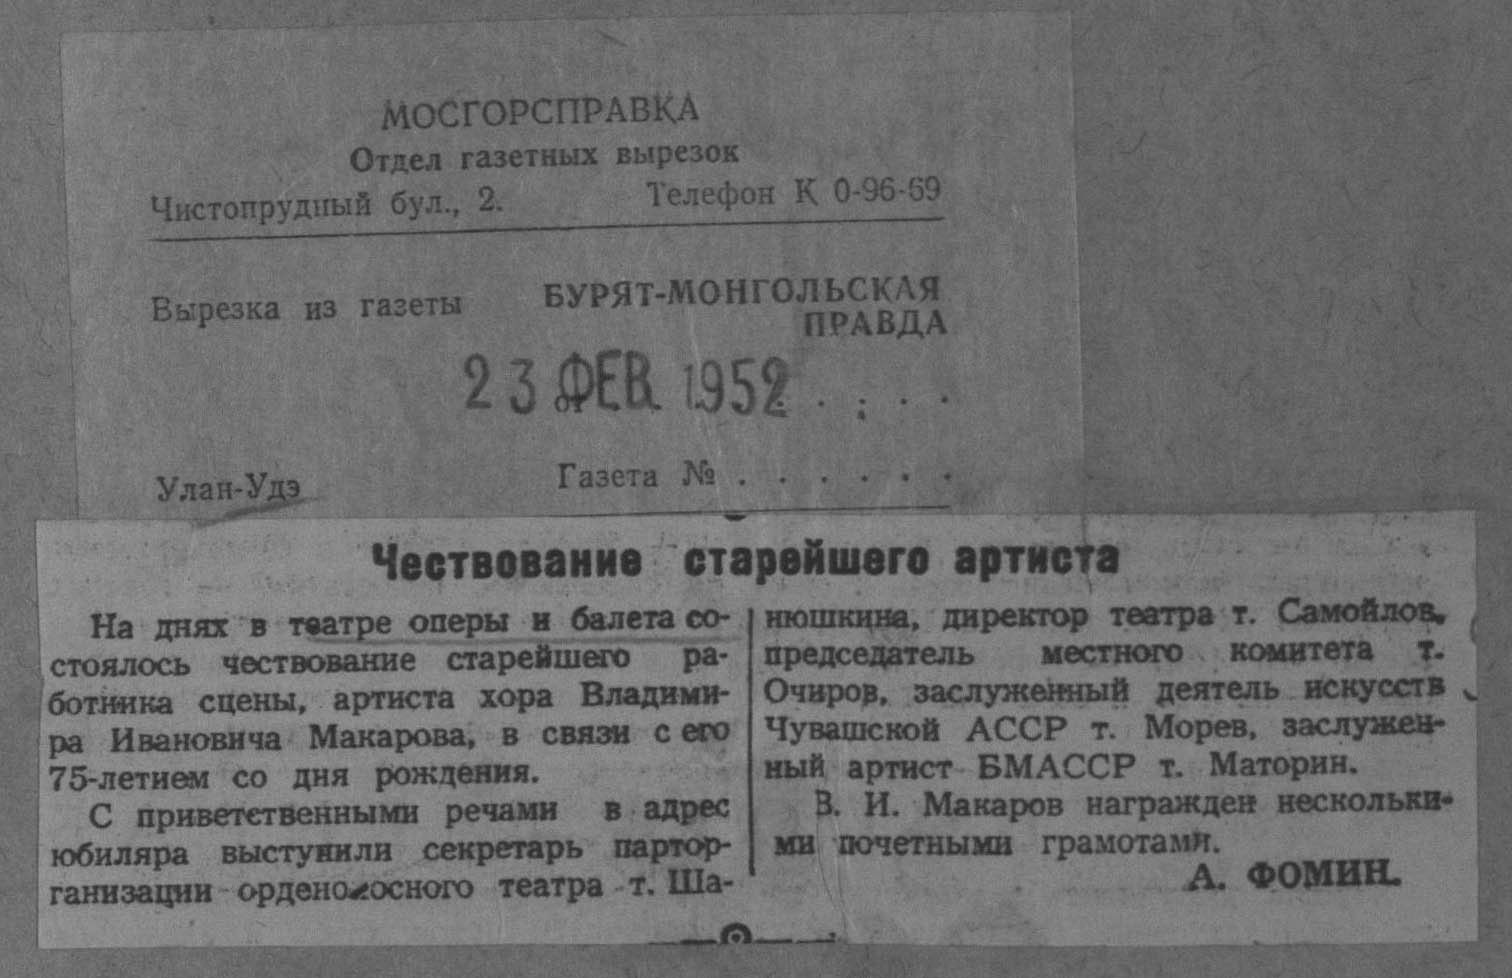 МОСГОРСПРАВКА
Отдел газетных вырезок
Чистопрудный бул., 2. Телефон К 0-96-69
Вырезка из газеты БУРЯТ-МОНГОЛЬСКАЯ
ПРАВДА
от 23 ФЕВ. 1952 . . . .
Улан-Удэ Газета № . . . . . .
Чествование старейшего артиста
На днях в театре оперы и балета со-
стоялось чествование старейшего ра-
ботника сцены, артиста хора Владими-
ра Ивановича Макарова, в связи с его
75-летием со дня рождения.
С приветственными речами в адрес
юбиляра выступили секретарь партор-
ганизации орденоносного театра т. Ша-
нюшкина, директор театра т. Самойлов,
председатель местного комитета т.
Очиров, заслуженный деятель искусств
Чувашской АССР т. Морев, заслужен-
ный артист БМАССР т. Маторин.
В. И. Макаров награжден нескольки-
ми почетными грамотами.
А. ФОМИН.